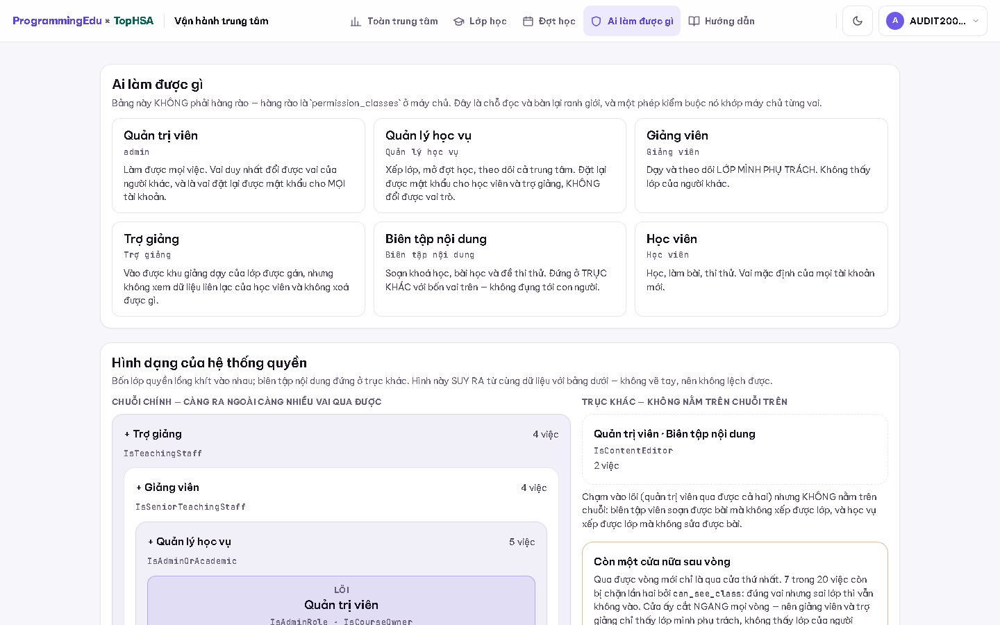 ProgrammingEdu × TopHSA
Vận hành trung tâm
Toàn trung tâm
Lớp học
Đợt học
Ai làm được gì
Hướng dẫn
A
AUDIT200...
Ai làm được gì
Bảng này KHÔNG phải hàng rào — hàng rào là `permission_classes` ở máy chủ. Đây là chỗ đọc và bàn lại ranh giới, và một phép kiểm buộc nó khớp máy chủ từng vai.
Quản trị viên
admin
Làm được mọi việc. Vai duy nhất đổi được vai của
người khác, và là vai đặt lại được mật khẩu cho MỌI
tài khoản.
Quản lý học vụ
Quản lý học vụ
Xếp lớp, mở đợt học, theo dõi cả trung tâm. Đặt lại
được mật khẩu cho học viên và trợ giảng, KHÔNG
đổi được vai trò.
Giảng viên
Giảng viên
Dạy và theo dõi LỚP MÌNH PHỤ TRÁCH. Không thấy
lớp của người khác.
Trợ giảng
Trợ giảng
Vào được khu giảng dạy của lớp được gán, nhưng
không xem dữ liệu liên lạc của học viên và không xoá
được gì.
Biên tập nội dung
Biên tập nội dung
Soạn khoá học, bài học và đề thi thử. Đứng ở TRỤC
KHÁC với bốn vai trên — không đụng tới con người.
Học viên
Học viên
Học, làm bài, thi thử. Vai mặc định của mọi tài khoản
mới.
Hình dạng của hệ thống quyền
Bốn lớp quyền lồng khít vào nhau; biên tập nội dung đứng ở trục khác. Hình này SUY RA từ cùng dữ liệu với bảng dưới — không vẽ tay, nên không lệch được.
CHUỖI CHÍNH — CÀNG RA NGOÀI CÀNG NHIỀU VAI QUA ĐƯỢC
+ Trợ giảng
4 việc
IsTeachingStaff
+ Giảng viên
4 việc
IsSeniorTeachingStaff
+ Quản lý học vụ
5 việc
IsAdminOrAcademic
LÕI
Quản trị viên
IsAdminRole · IsCourseOwner
TRỤC KHÁC — KHÔNG NẰM TRÊN CHUỖI TRÊN
Quản trị viên · Biên tập nội dung
IsContentEditor
2 việc
Chạm vào lõi (quản trị viên qua được cả hai) nhưng KHÔNG nằm trên
chuỗi: biên tập viên soạn được bài mà không xếp được lớp, và học vụ
xếp được lớp mà không sửa được bài.
Còn một cửa nữa sau vòng
Qua được vòng mới chỉ là qua cửa thứ nhất. 7 trong 20 việc còn
bị chặn lần hai bởi can_see_class: đúng vai nhưng sai lớp thì vẫn
không vào. Cửa ấy cắt NGANG mọi vòng — nên giảng viên và trợ
giảng chỉ thấy lớp mình phụ trách, không thấy lớp của người